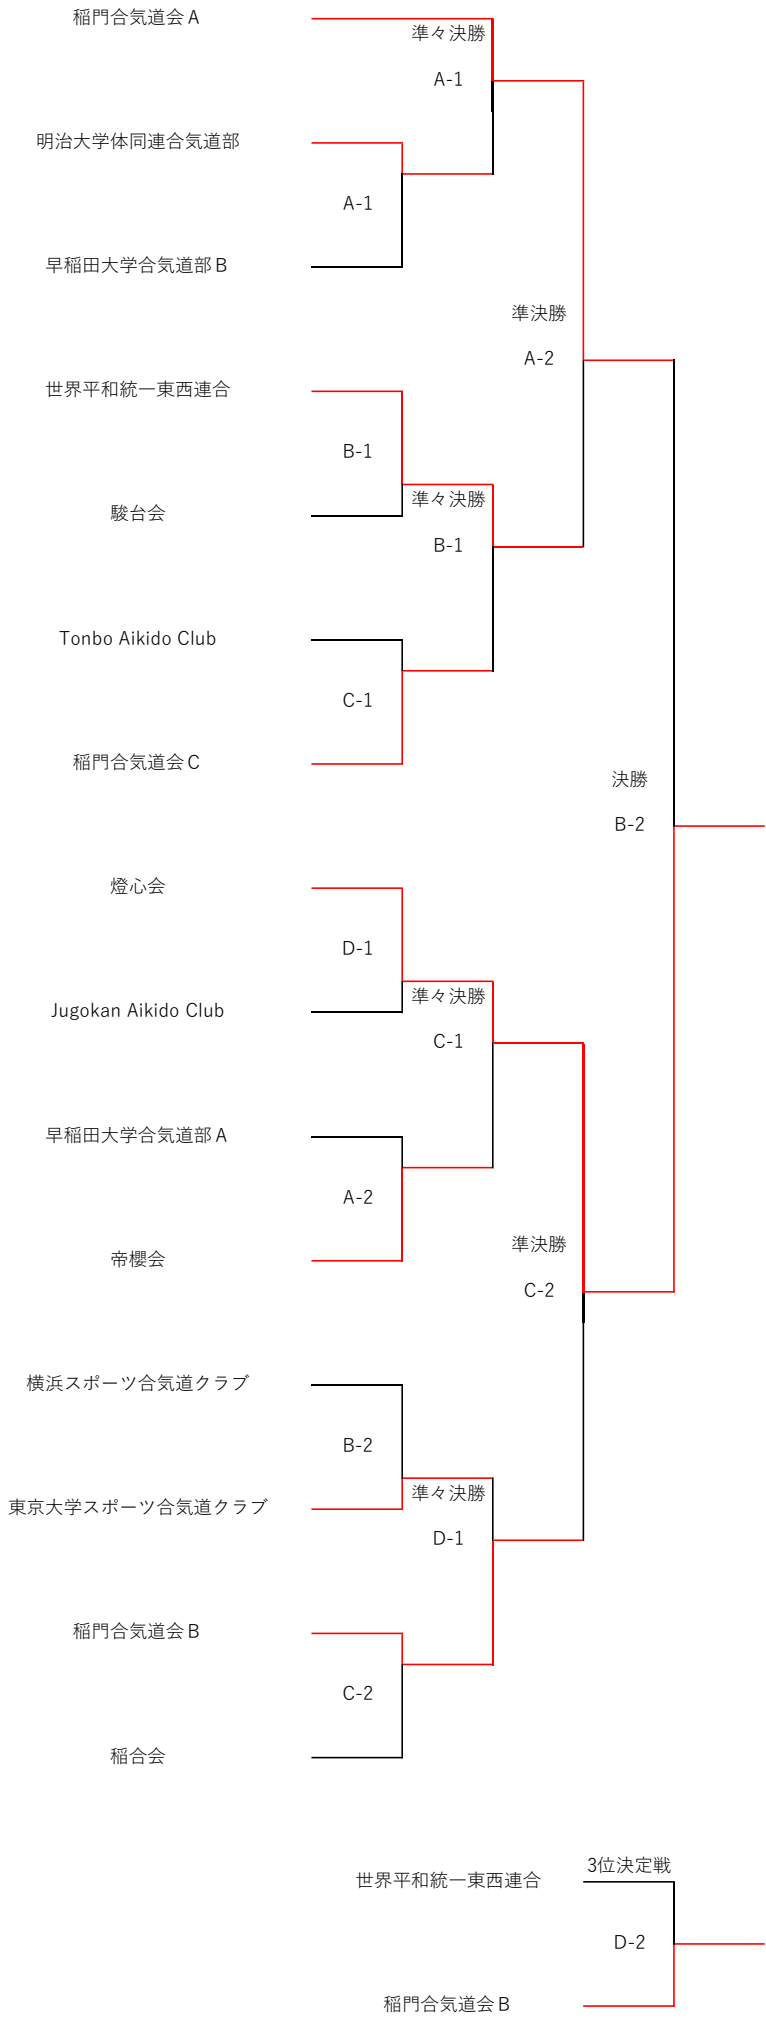 稲門合気道会Ａ
準々決勝
A-1
明治大学体同連合気道部
A-1
早稲田大学合気道部Ｂ
準決勝
A-2
世界平和統一東西連合
B-1
準々決勝
駿台会
B-1
Tonbo Aikido Club
C-1
稲門合気道会Ｃ
決勝
B-2
燈心会
D-1
準々決勝
Jugokan Aikido Club
C-1
早稲田大学合気道部Ａ
A-2
準決勝
帝櫻会
C-2
横浜スポーツ合気道クラブ
B-2
準々決勝
東京大学スポーツ合気道クラブ
D-1
稲門合気道会Ｂ
C-2
稲合会
3位決定戦
世界平和統一東西連合
D-2
稲門合気道会Ｂ